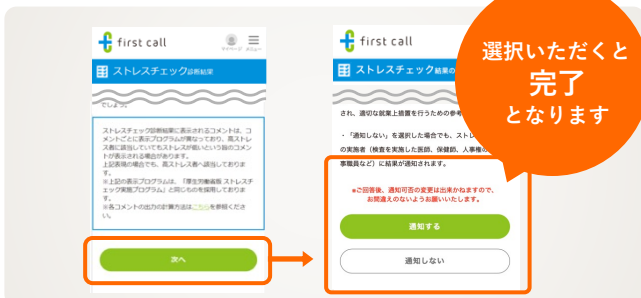 first call
マイページ メニュー
ストレスチェック診断結果
でしょう。
ストレスチェック診断結果に表示されるコメントは、コ
メントごとに表示プログラムが異なっており、高ストレ
ス者に該当していてもストレスが低いという旨のコメン
トが表示される場合があります。
上記表現の場合でも、高ストレス者へ該当しておりま
す。
※上記の表示プログラムは、「厚生労働省版 ストレスチ
ェック実施プログラム」と同じものを採用しておりま
す。
※各コメントの出力の計算方法はこちらを参照くださ
い。
次へ
first call
ストレスチェック結果の
され、適切な就業上措置を行うための参考
・「通知しない」を選択した場合でも、ストレ
の実施者（検査を実施した医師、保健師、人事権の
事職員など）に結果が通知されます。
※ご回答後、通知可否の変更は出来かねますので、
お間違えのないようお願いいたします。
通知する
通知しない
選択いただくと
完了
となります